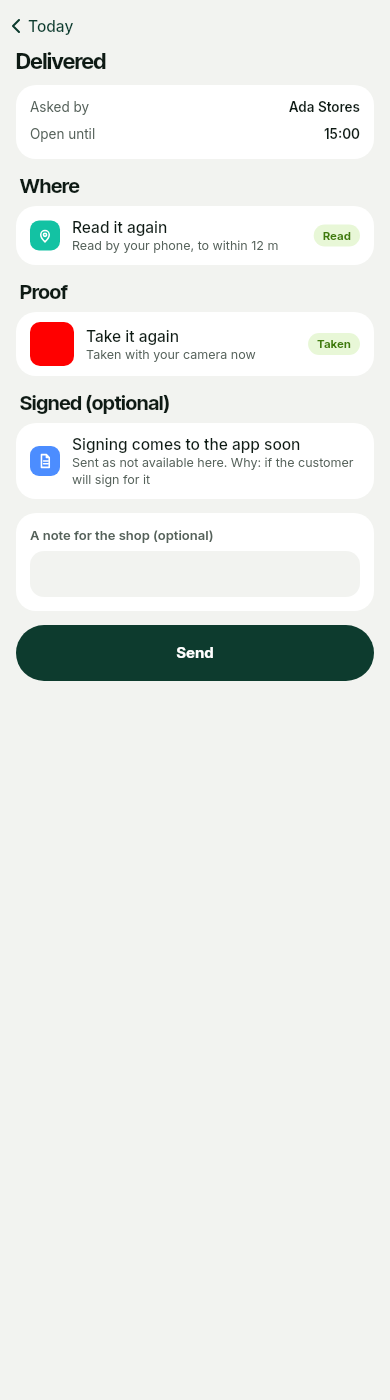 Today
Delivered
Asked by Ada Stores
Open until 15:00
Where
Read it again
Read by your phone, to within 12 m
Read
Proof
Take it again
Taken with your camera now
Taken
Signed (optional)
Signing comes to the app soon
Sent as not available here. Why: if the customer
will sign for it
A note for the shop (optional)
Send